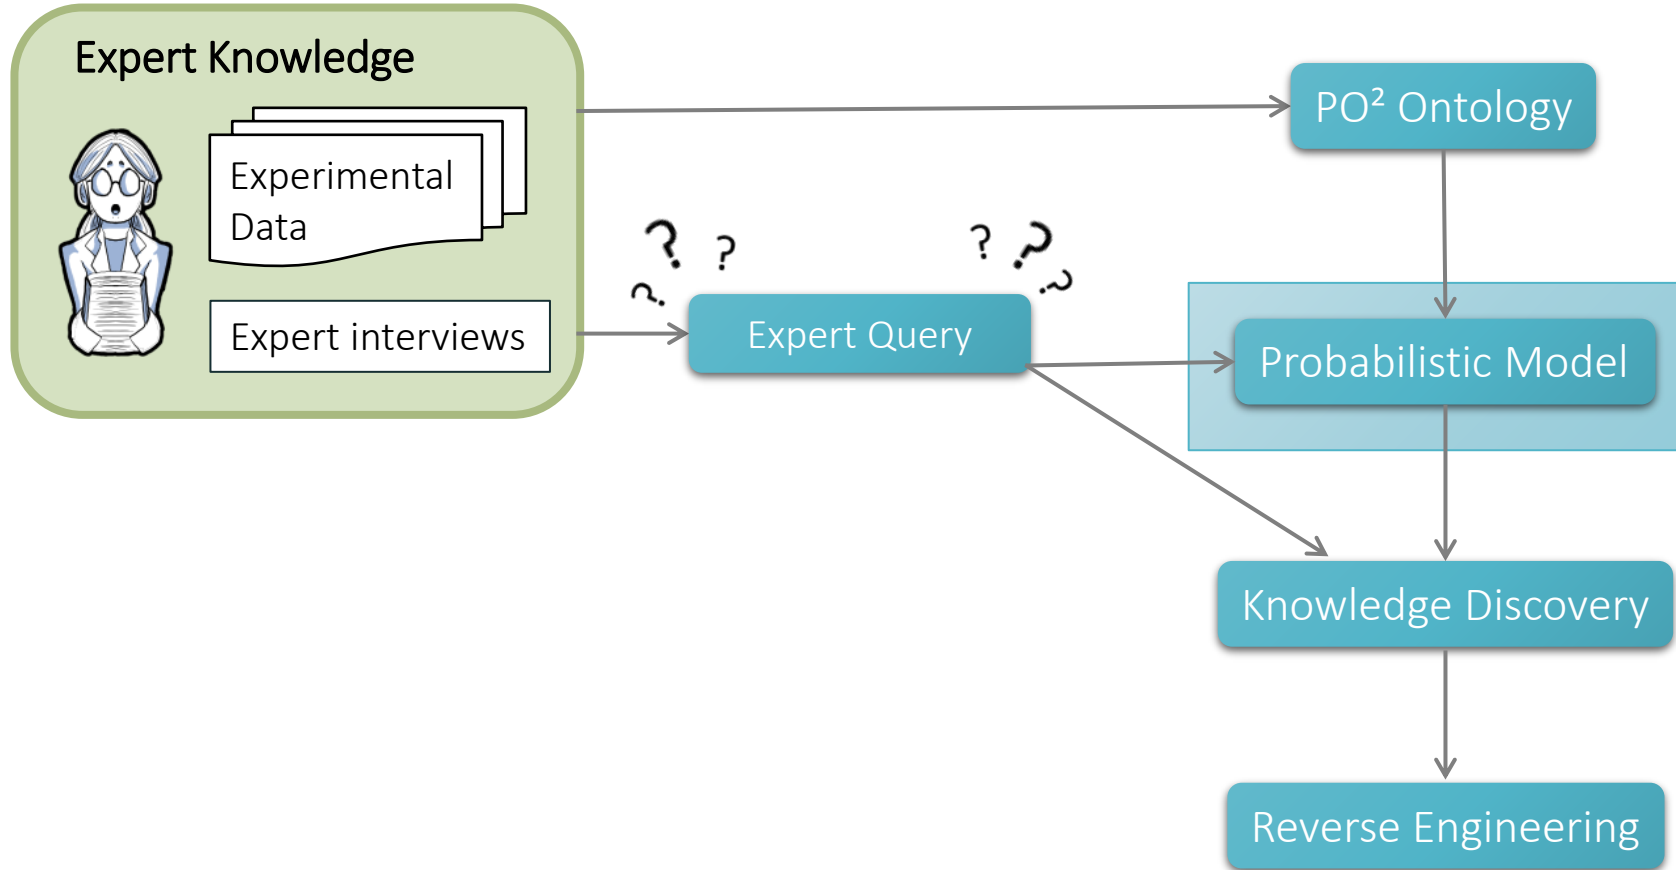 Expert Knowledge
PO² Ontology
Experimental
Data
? ? ?
? ? ?
Expert interviews
Expert Query
Probabilistic Model
Knowledge Discovery
Reverse Engineering